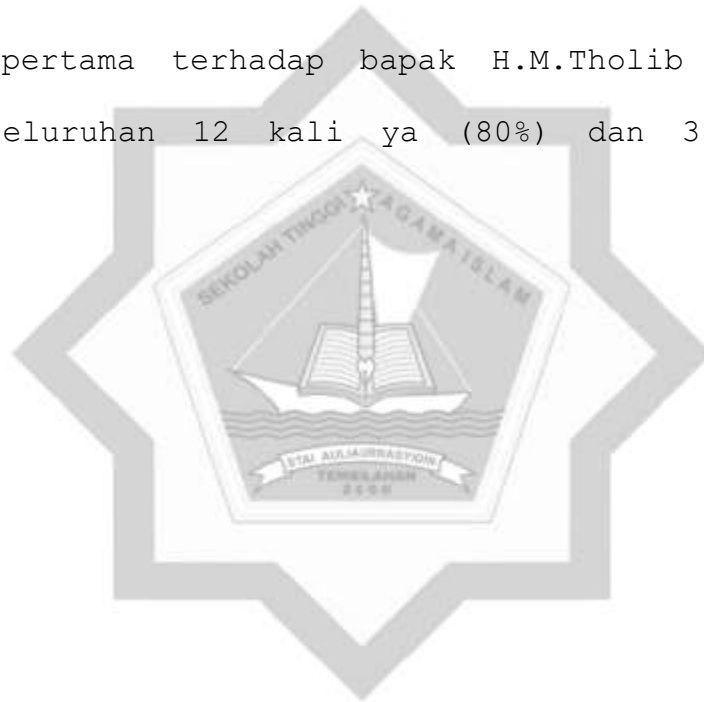 pertama terhadap bapak H.M.Tholib
eluruhan 12 kali ya (80%) dan 3
SEKOLAH TINGGI AGAMA ISLAM
STAI AULIAURRASYIDIN
TEMBILAHAN